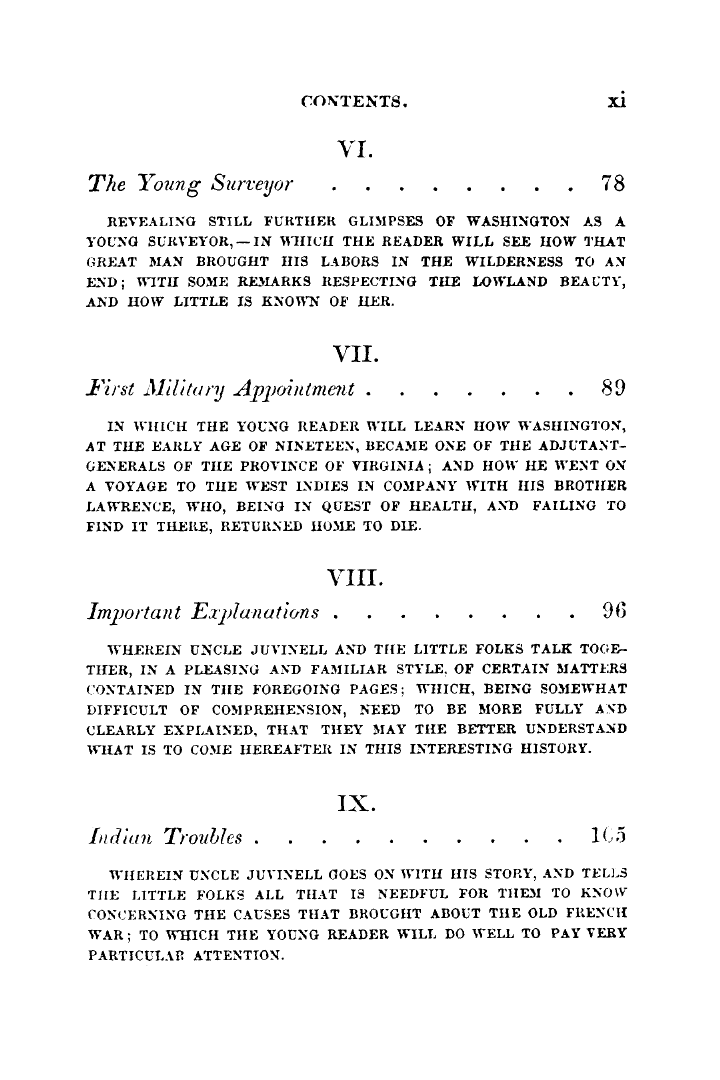 CONTENTS. xi
VI.
The Young Surveyor . . . . . . . . 78
REVEALING STILL FURTHER GLIMPSES OF WASHINGTON AS A
YOUNG SURVEYOR,—IN WHICH THE READER WILL SEE HOW THAT
GREAT MAN BROUGHT HIS LABORS IN THE WILDERNESS TO AN
END; WITH SOME REMARKS RESPECTING THE LOWLAND BEAUTY,
AND HOW LITTLE IS KNOWN OF HER.
VII.
First Military Appointment . . . . . . . 89
IN WHICH THE YOUNG READER WILL LEARN HOW WASHINGTON,
AT THE EARLY AGE OF NINETEEN, BECAME ONE OF THE ADJUTANT-
GENERALS OF THE PROVINCE OF VIRGINIA; AND HOW HE WENT ON
A VOYAGE TO THE WEST INDIES IN COMPANY WITH HIS BROTHER
LAWRENCE, WHO, BEING IN QUEST OF HEALTH, AND FAILING TO
FIND IT THERE, RETURNED HOME TO DIE.
VIII.
Important Explanations . . . . . . . . 96
WHEREIN UNCLE JUVINELL AND THE LITTLE FOLKS TALK TOGE-
THER, IN A PLEASING AND FAMILIAR STYLE, OF CERTAIN MATTERS
CONTAINED IN THE FOREGOING PAGES; WHICH, BEING SOMEWHAT
DIFFICULT OF COMPREHENSION, NEED TO BE MORE FULLY AND
CLEARLY EXPLAINED, THAT THEY MAY THE BETTER UNDERSTAND
WHAT IS TO COME HEREAFTER IN THIS INTERESTING HISTORY.
IX.
Indian Troubles . . . . . . . . . . . 105
WHEREIN UNCLE JUVINELL GOES ON WITH HIS STORY, AND TELLS
THE LITTLE FOLKS ALL THAT IS NEEDFUL FOR THEM TO KNOW
CONCERNING THE CAUSES THAT BROUGHT ABOUT THE OLD FRENCH
WAR; TO WHICH THE YOUNG READER WILL DO WELL TO PAY VERY
PARTICULAR ATTENTION.